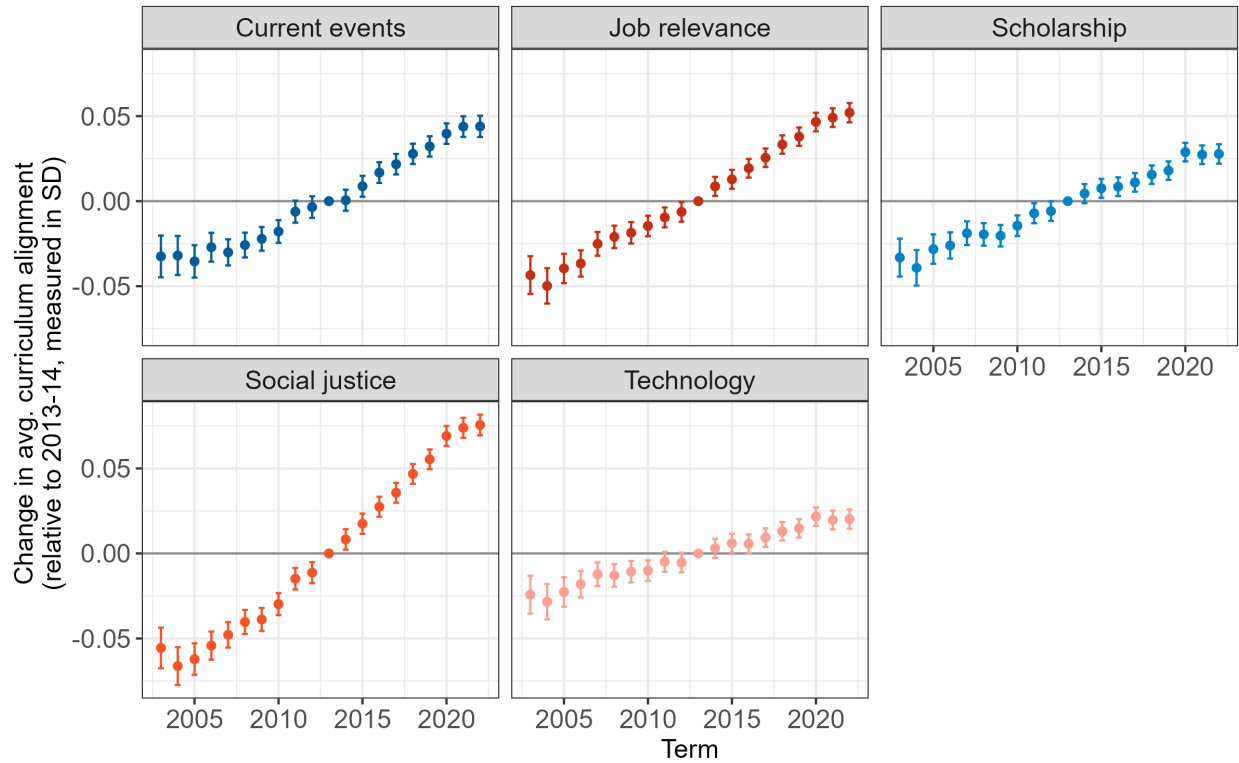 Current events
Job relevance
Scholarship
0.05
0.00
-0.05
2005 2010 2015 2020
Social justice
Technology
0.05
0.00
-0.05
2005 2010 2015 2020
2005 2010 2015 2020
Term
Change in avg. curriculum alignment
(relative to 2013-14, measured in SD)